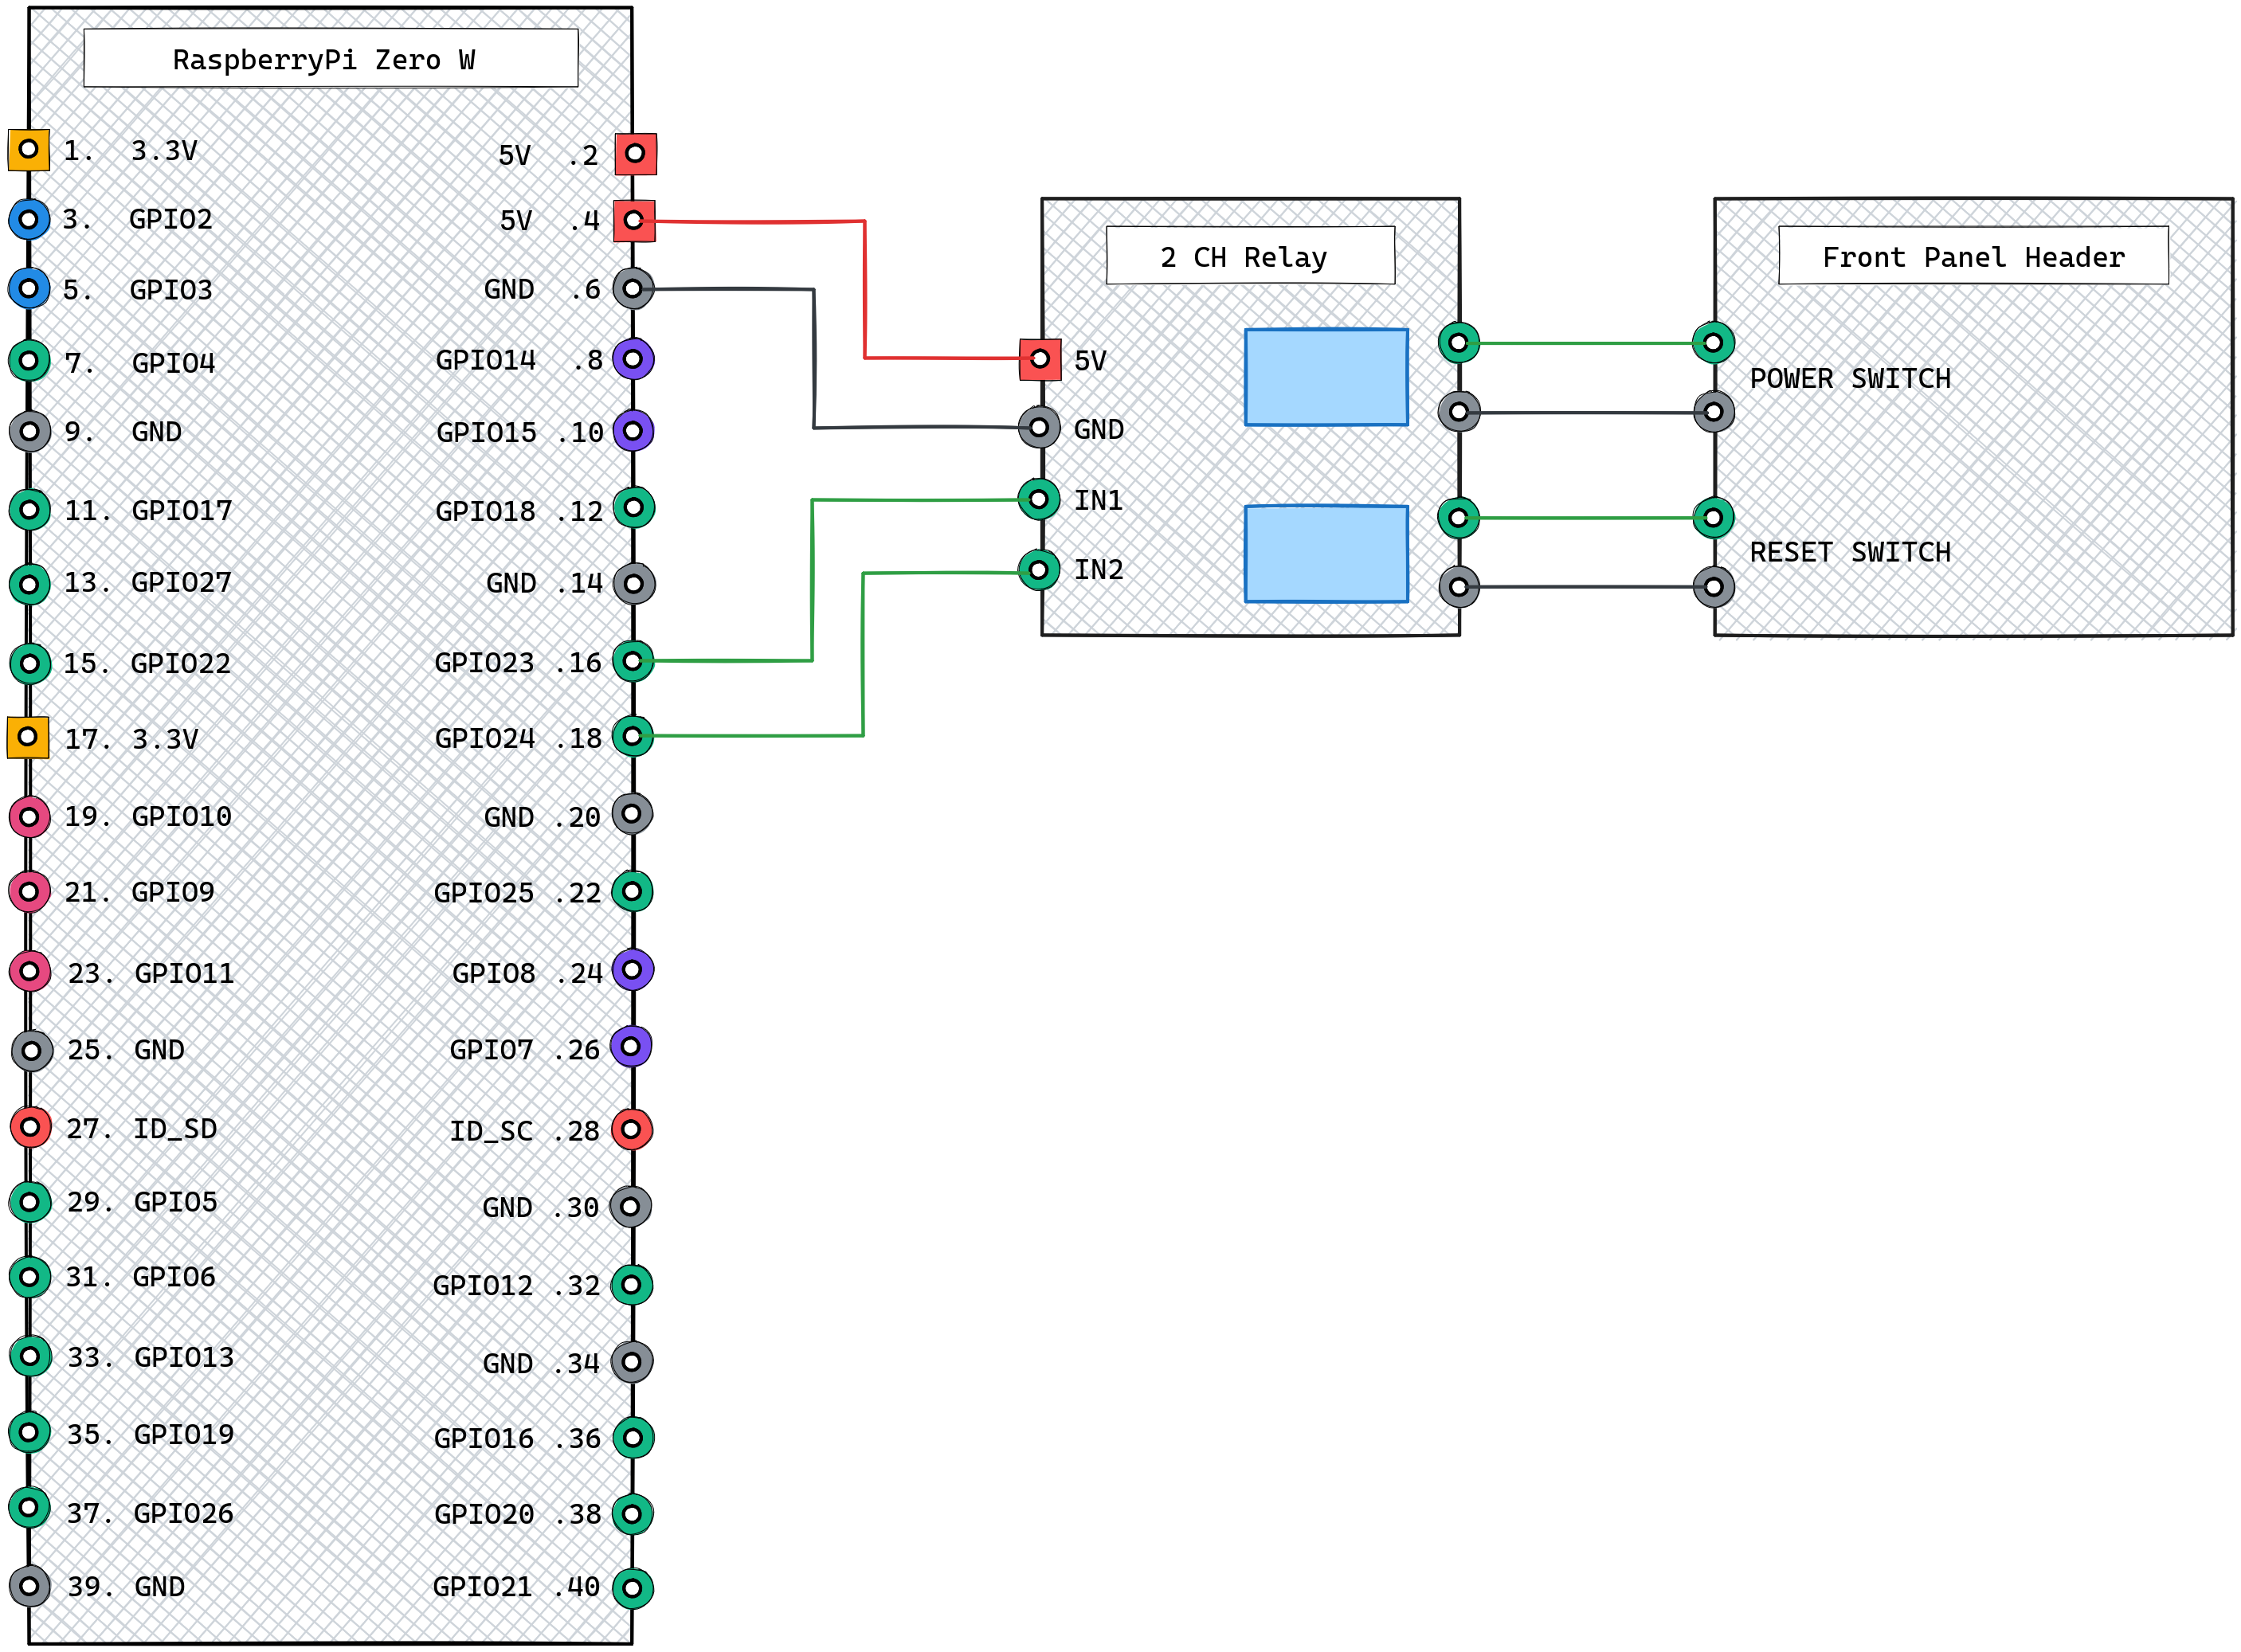 RaspberryPi Zero W
1. 3.3V
5V .2
3. GPIO2
5V .4
5. GPIO3
GND .6
7. GPIO4
GPIO14 .8
9. GND
GPIO15 .10
11. GPIO17
GPIO18 .12
13. GPIO27
GND .14
15. GPIO22
GPIO23 .16
17. 3.3V
GPIO24 .18
19. GPIO10
GND .20
21. GPIO9
GPIO25 .22
23. GPIO11
GPIO8 .24
25. GND
GPIO7 .26
27. ID_SD
ID_SC .28
29. GPIO5
GND .30
31. GPIO6
GPIO12 .32
33. GPIO13
GND .34
35. GPIO19
GPIO16 .36
37. GPIO26
GPIO20 .38
39. GND
GPIO21 .40
2 CH Relay
5V
GND
IN1
IN2
Front Panel Header
POWER SWITCH
RESET SWITCH